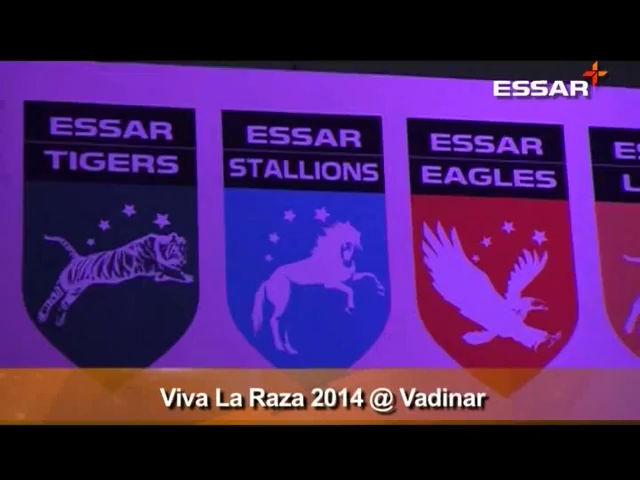 ESSAR
ESSAR
TIGERS
ESSAR
STALLIONS
ESSAR
EAGLES
Viva La Raza 2014 @ Vadinar